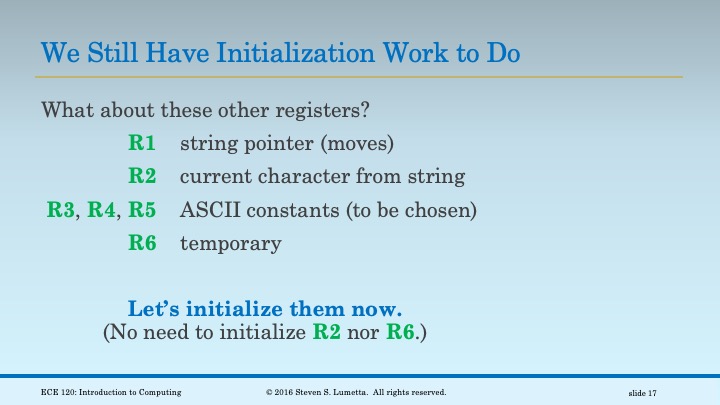 We Still Have Initialization Work to Do
What about these other registers?
R1 string pointer (moves)
R2 current character from string
R3, R4, R5 ASCII constants (to be chosen)
R6 temporary
Let’s initialize them now.
(No need to initialize R2 nor R6.)
ECE 120: Introduction to Computing © 2016 Steven S. Lumetta. All rights reserved. slide 17